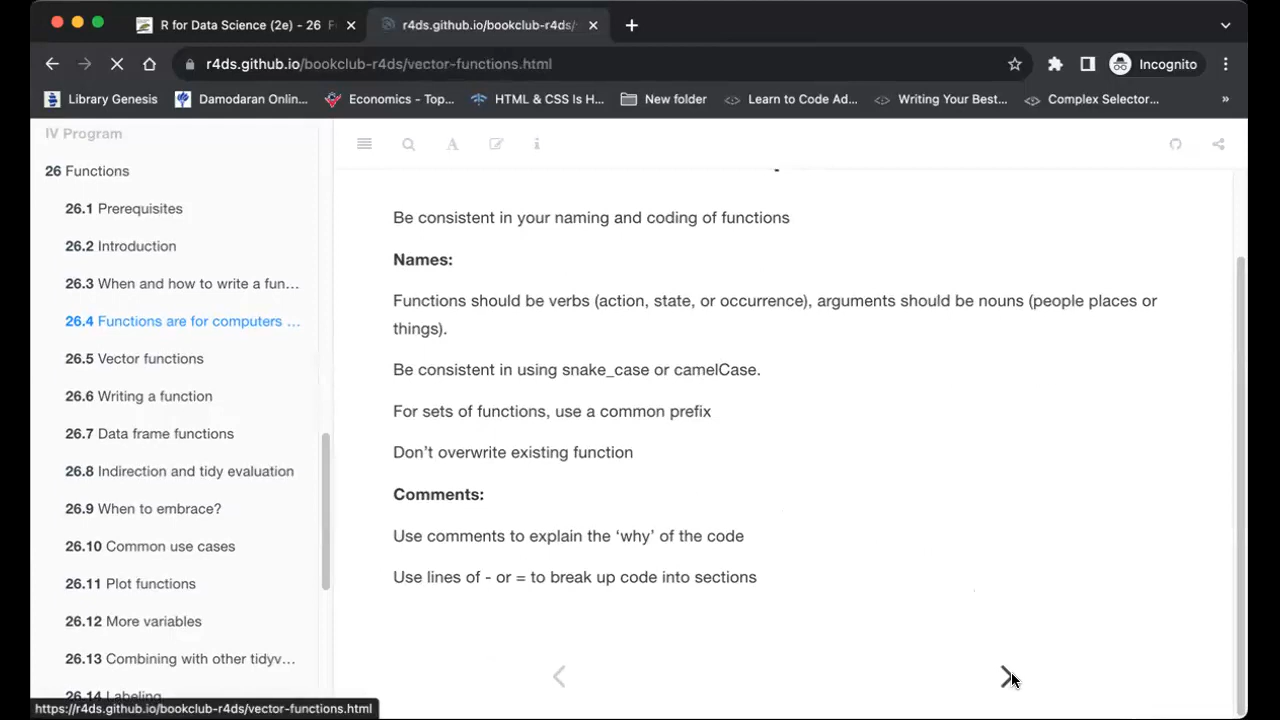 R for Data Science (2e) - 26 F
r4ds.github.io/bookclub-r4ds/
r4ds.github.io/bookclub-r4ds/vector-functions.html
Incognito
Library Genesis
Damodaran Onlin...
Economics - Top...
HTML & CSS Is H...
New folder
Learn to Code Ad...
Writing Your Best...
Complex Selector...
»
IV Program
26 Functions
26.1 Prerequisites
26.2 Introduction
26.3 When and how to write a fun...
26.4 Functions are for computers ...
26.5 Vector functions
26.6 Writing a function
26.7 Data frame functions
26.8 Indirection and tidy evaluation
26.9 When to embrace?
26.10 Common use cases
26.11 Plot functions
26.12 More variables
26.13 Combining with other tidyv...
26.14 Labeling
Be consistent in your naming and coding of functions
Names:
Functions should be verbs (action, state, or occurrence), arguments should be nouns (people places or
things).
Be consistent in using snake_case or camelCase.
For sets of functions, use a common prefix
Don't overwrite existing function
Comments:
Use comments to explain the 'why' of the code
Use lines of - or = to break up code into sections
https://r4ds.github.io/bookclub-r4ds/vector-functions.html